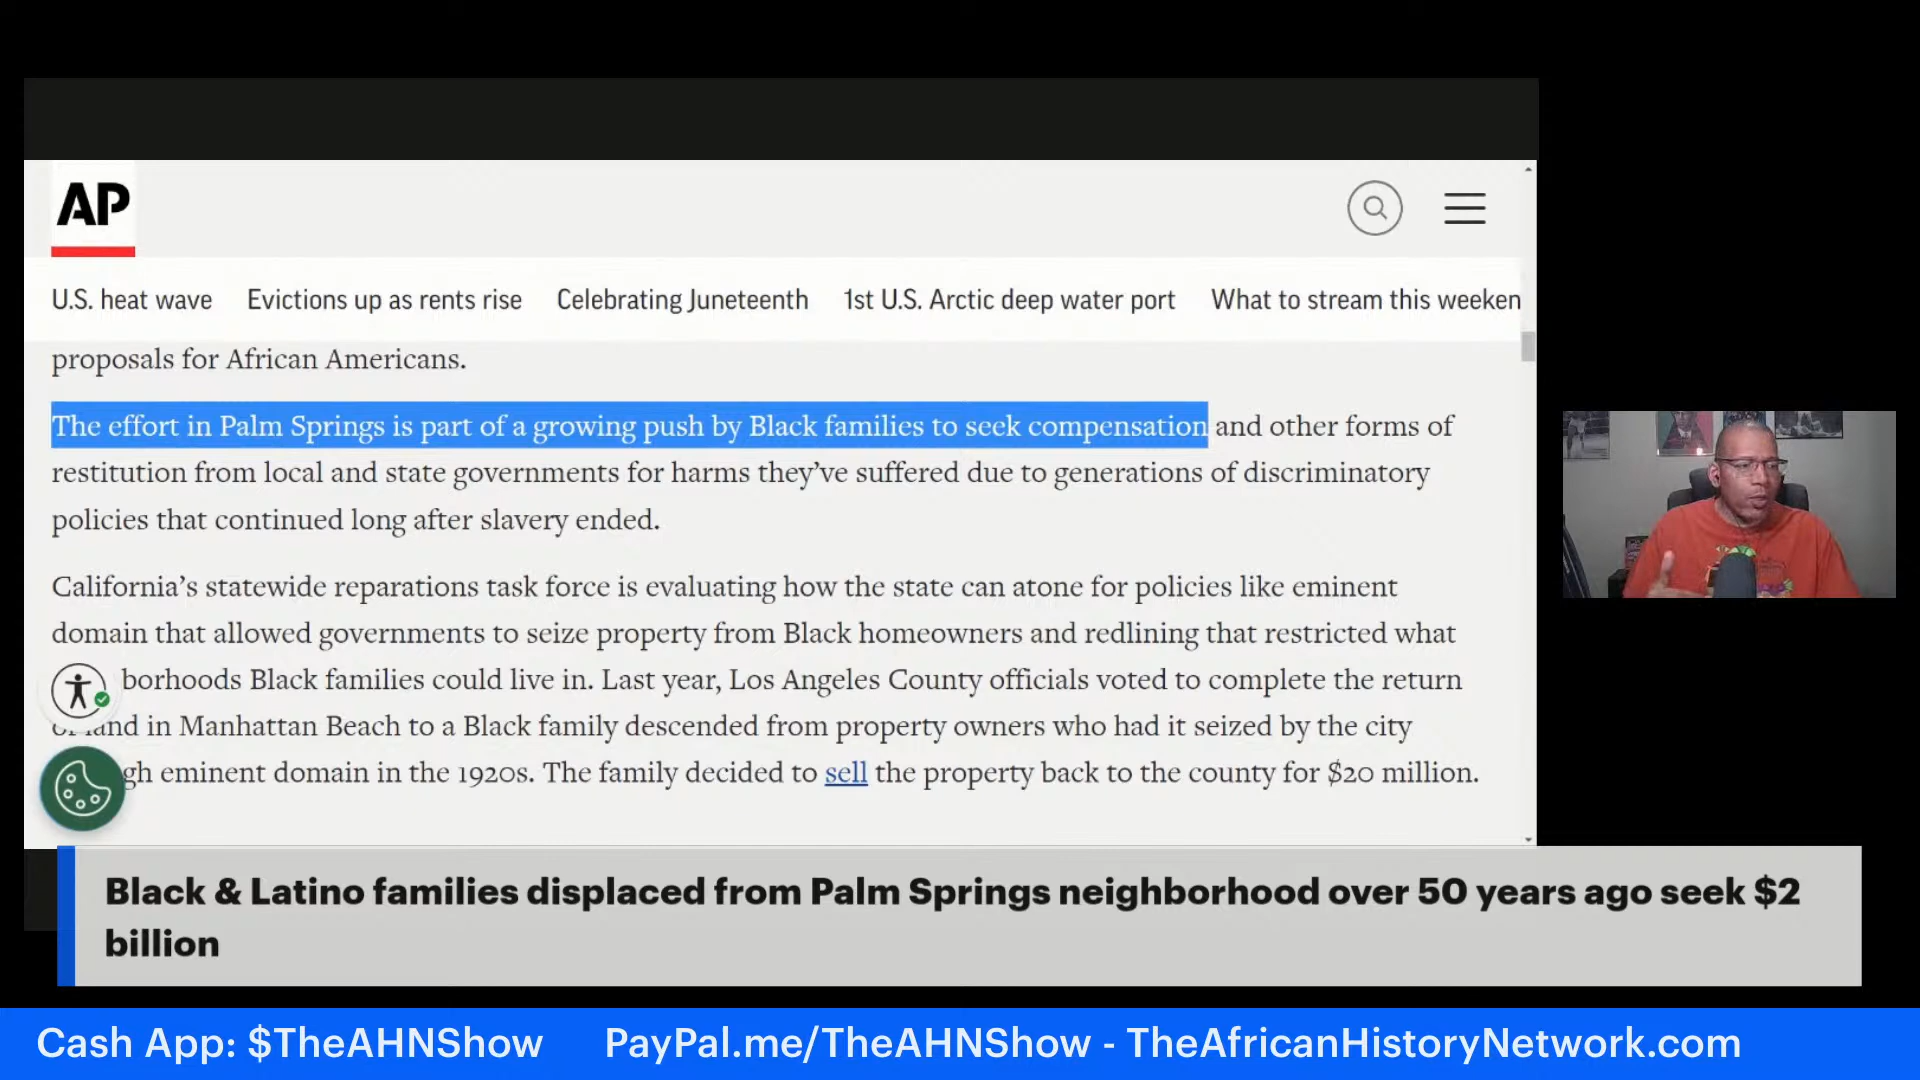 AP
U.S. heat wave Evictions up as rents rise Celebrating Juneteenth 1st U.S. Arctic deep water port What to stream this weeken
proposals for African Americans.
The effort in Palm Springs is part of a growing push by Black families to seek compensation and other forms of
restitution from local and state governments for harms they’ve suffered due to generations of discriminatory
policies that continued long after slavery ended.
California’s statewide reparations task force is evaluating how the state can atone for policies like eminent
domain that allowed governments to seize property from Black homeowners and redlining that restricted what
borhoods Black families could live in. Last year, Los Angeles County officials voted to complete the return
land in Manhattan Beach to a Black family descended from property owners who had it seized by the city
gh eminent domain in the 1920s. The family decided to sell the property back to the county for $20 million.
Black & Latino families displaced from Palm Springs neighborhood over 50 years ago seek $2
billion
Cash App: $TheAHNShow PayPal.me/TheAHNShow - TheAfricanHistoryNetwork.com